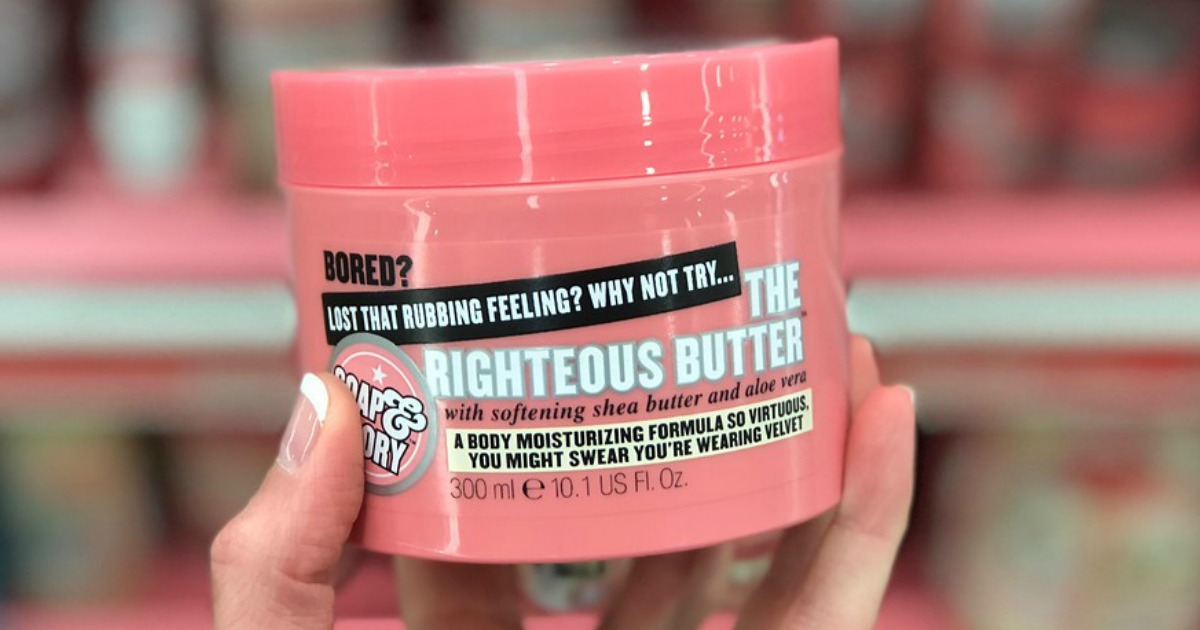 BORED?
LOST THAT RUBBING FEELING? WHY NOT TRY...
THE
RIGHTEOUS BUTTER™
with softening shea butter and aloe vera
A BODY MOISTURIZING FORMULA SO VIRTUOUS,
YOU MIGHT SWEAR YOU'RE WEARING VELVET
300 ml ℮ 10.1 US Fl. Oz.